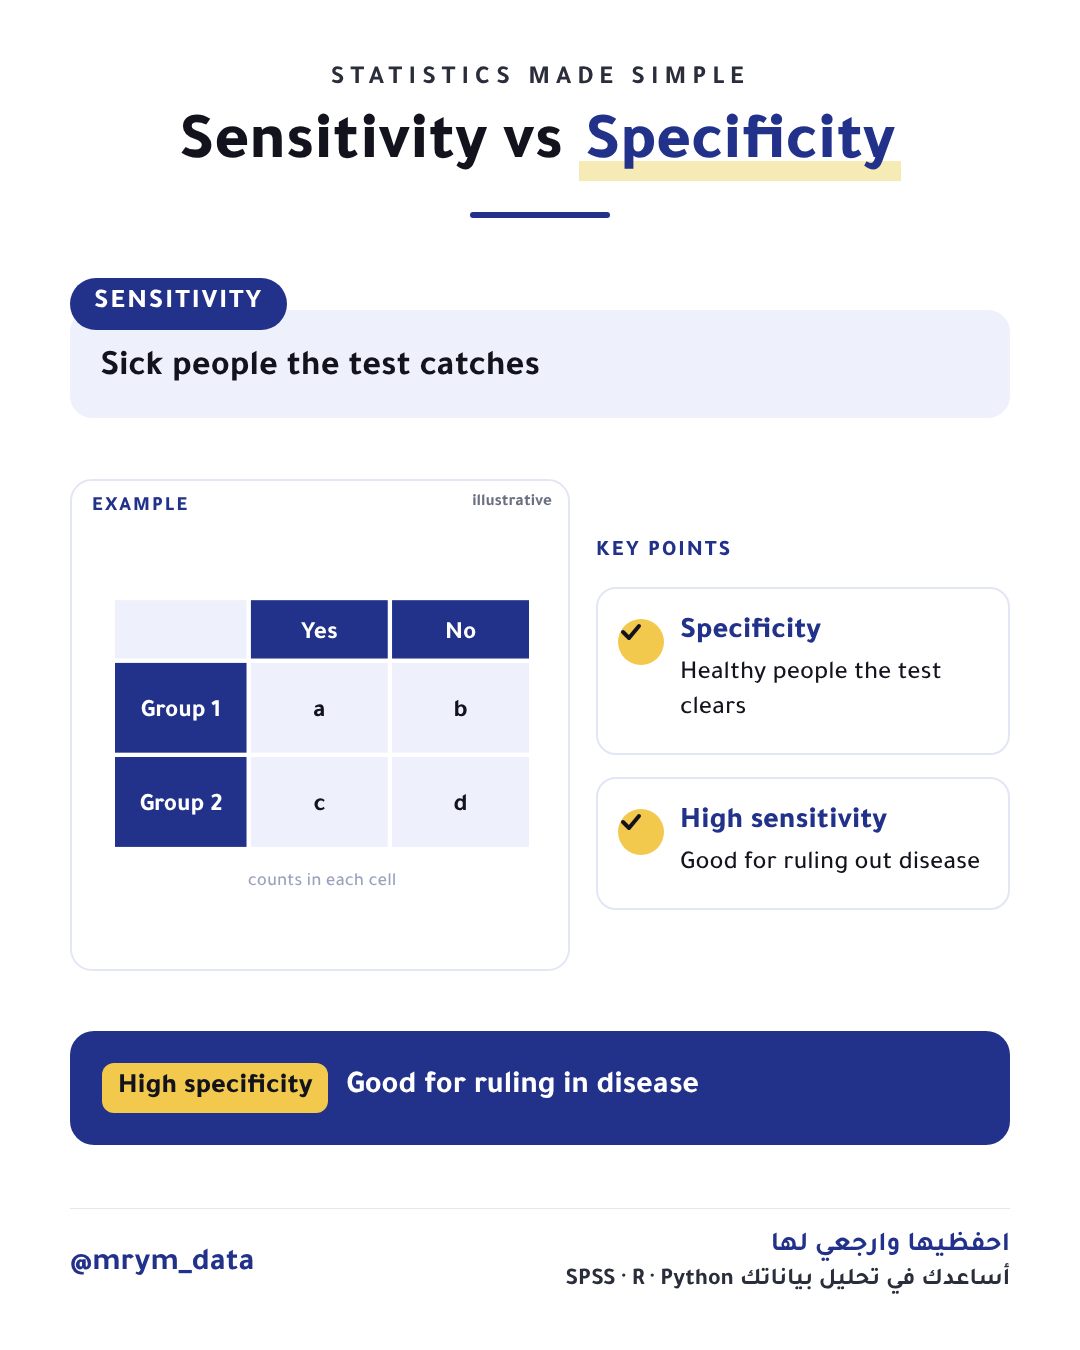 STATISTICS MADE SIMPLE
Sensitivity vs Specificity
SENSITIVITY
Sick people the test catches
EXAMPLE
illustrative
Yes No
Group 1 a b
Group 2 c d
counts in each cell
KEY POINTS
Specificity
Healthy people the test
clears
High sensitivity
Good for ruling out disease
High specificity Good for ruling in disease
@mrym_data
احفظيها وارجعي لها
أساعدك في تحليل بياناتك SPSS · R · Python